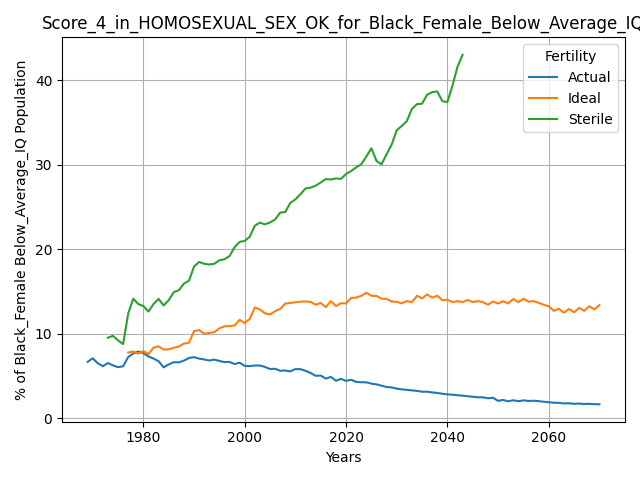 Score_4_in_HOMOSEXUAL_SEX_OK_for_Black_Female_Below_Average_IQ
% of Black_Female Below_Average_IQ Population
40
30
20
10
0
Fertility
Actual
Ideal
Sterile
1980 2000 2020 2040 2060
Years